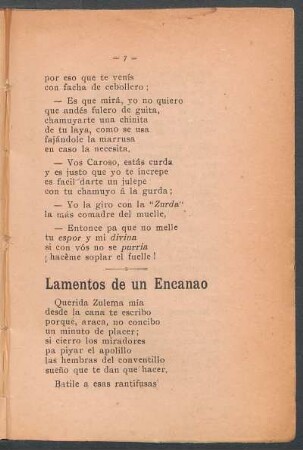 — 7 —
por eso que te venís
con facha de cebollero;
— Es que mirá, yo no quiero
que andés fulero de guita,
chamuyarte una chinita
de tu laya, como se usa
fajándole la marrusa
en caso la necesita.
— Vos Caroso, estás curda
y es justo que yo te increpe
es facil darte un julepe
con tu chamuyo á la gurda;
— Yo la giro con la "Zurda"
la más comadre del muelle,
— Entonce pa que no melle
tu espor y mi divina
si con vós no se purria
¡hacéme soplar el fuelle!
Lamentos de un Encanao
Querida Zulema mia
desde la cana te escribo
porque, araca, no concibo
un minuto de placer;
si cierro los miradores
pa piyar el apolillo
las hembras del conventillo
sueño que te dan que hacer.
Batile a esas rantifusas